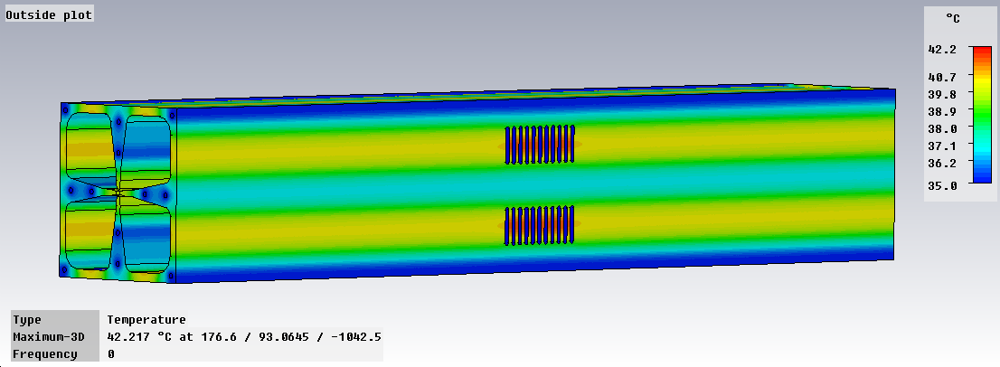 Outside plot
°C
42.2
40.7
39.8
38.9
38.0
37.1
36.2
35.0
Type Temperature
Maximum-3D 42.217 °C at 176.6 / 93.0645 / -1042.5
Frequency 0